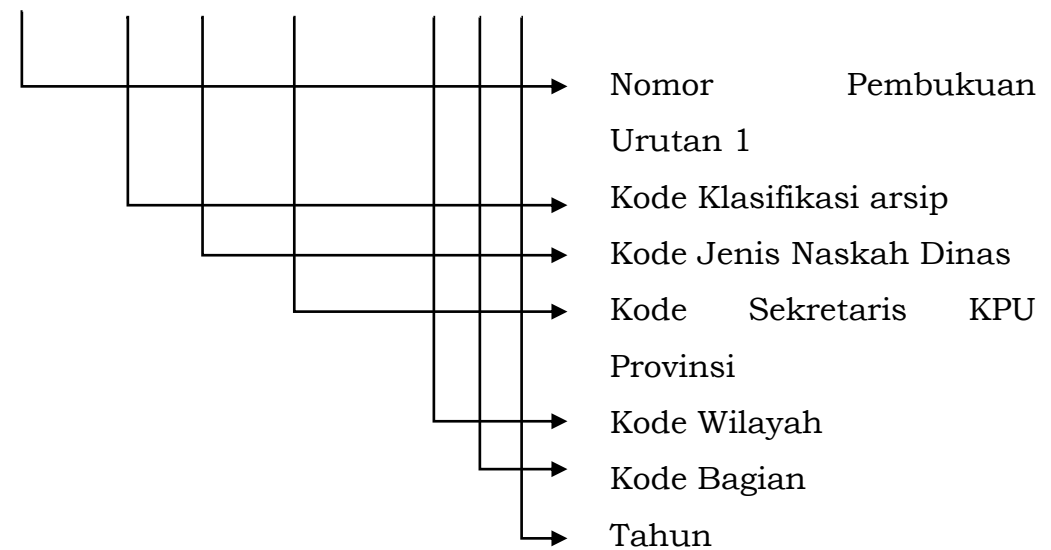 Nomor Pembukuan
Urutan 1
Kode Klasifikasi arsip
Kode Jenis Naskah Dinas
Kode Sekretaris KPU
Provinsi
Kode Wilayah
Kode Bagian
Tahun